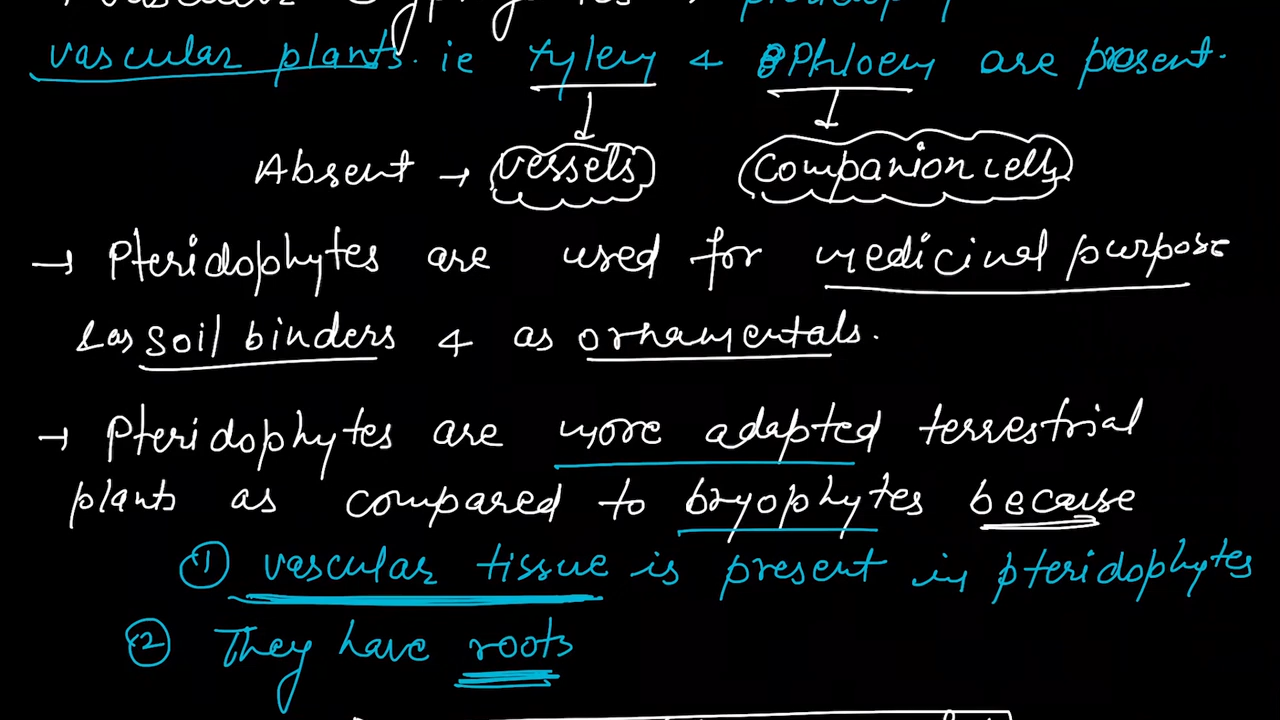 vascular plants. ie xylem & Phloem are present.
Absent → vessels companion cells
→ Pteridophytes are used for medicinal purpose
& as soil binders & as ornamentals.
→ Pteridophytes are more adapted terrestrial
plants as compared to bryophytes because
① vascular tissue is present in pteridophytes
② They have roots